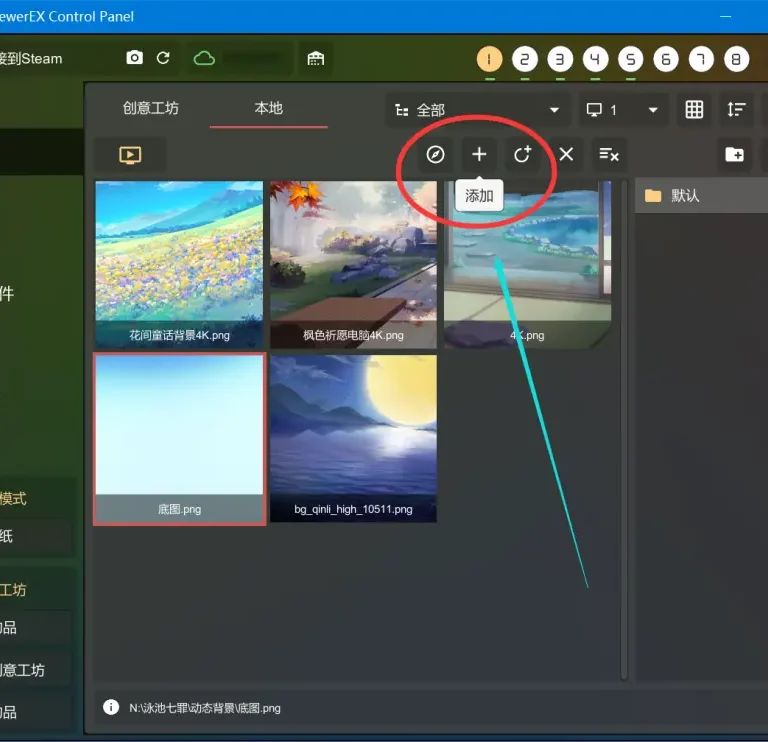 ewerEX Control Panel
接到Steam
1 2 3 4 5 6 7 8
创意工坊
本地
全部
1
添加
默认
件
花间童话背景4K.png
枫色祈愿电脑4K.png
4K.png
底图.png
bg_qinli_high_10511.png
模式
纸
工坊
品
创意工坊
品
N:\泳池七罪\动态背景\底图.png